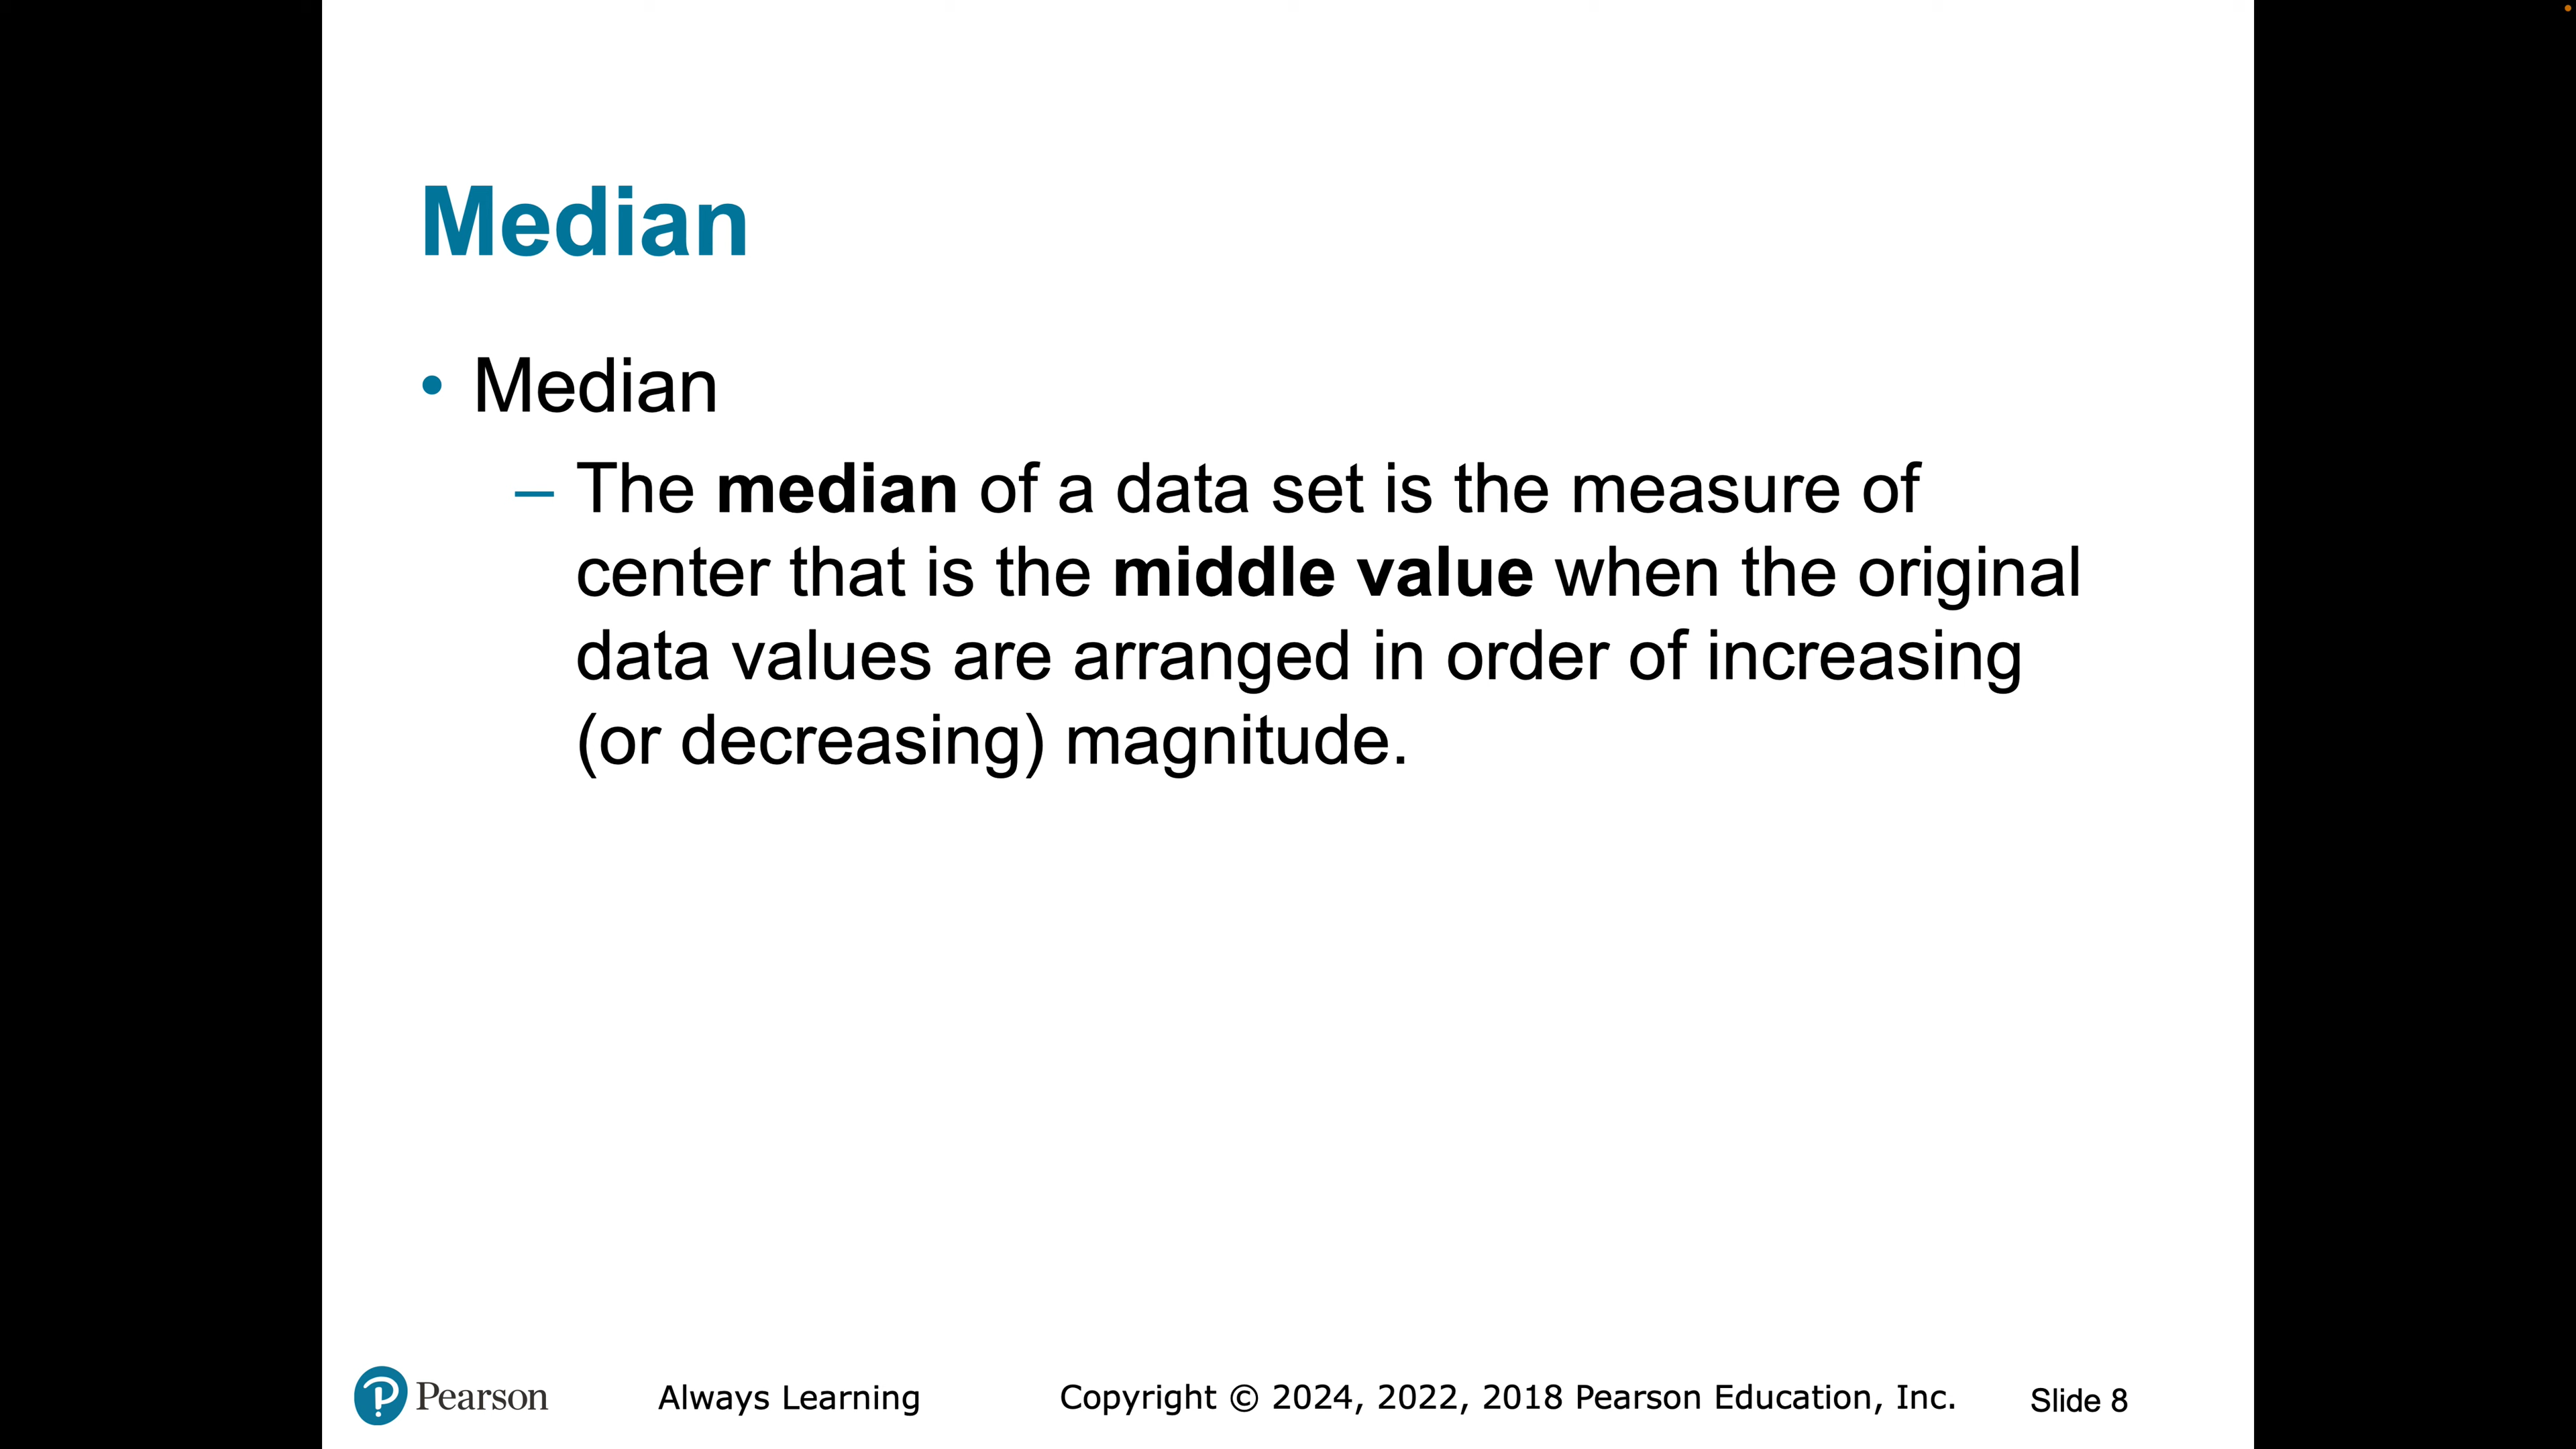 Median
• Median
– The median of a data set is the measure of
center that is the middle value when the original
data values are arranged in order of increasing
(or decreasing) magnitude.
Pearson Always Learning Copyright © 2024, 2022, 2018 Pearson Education, Inc. Slide 8